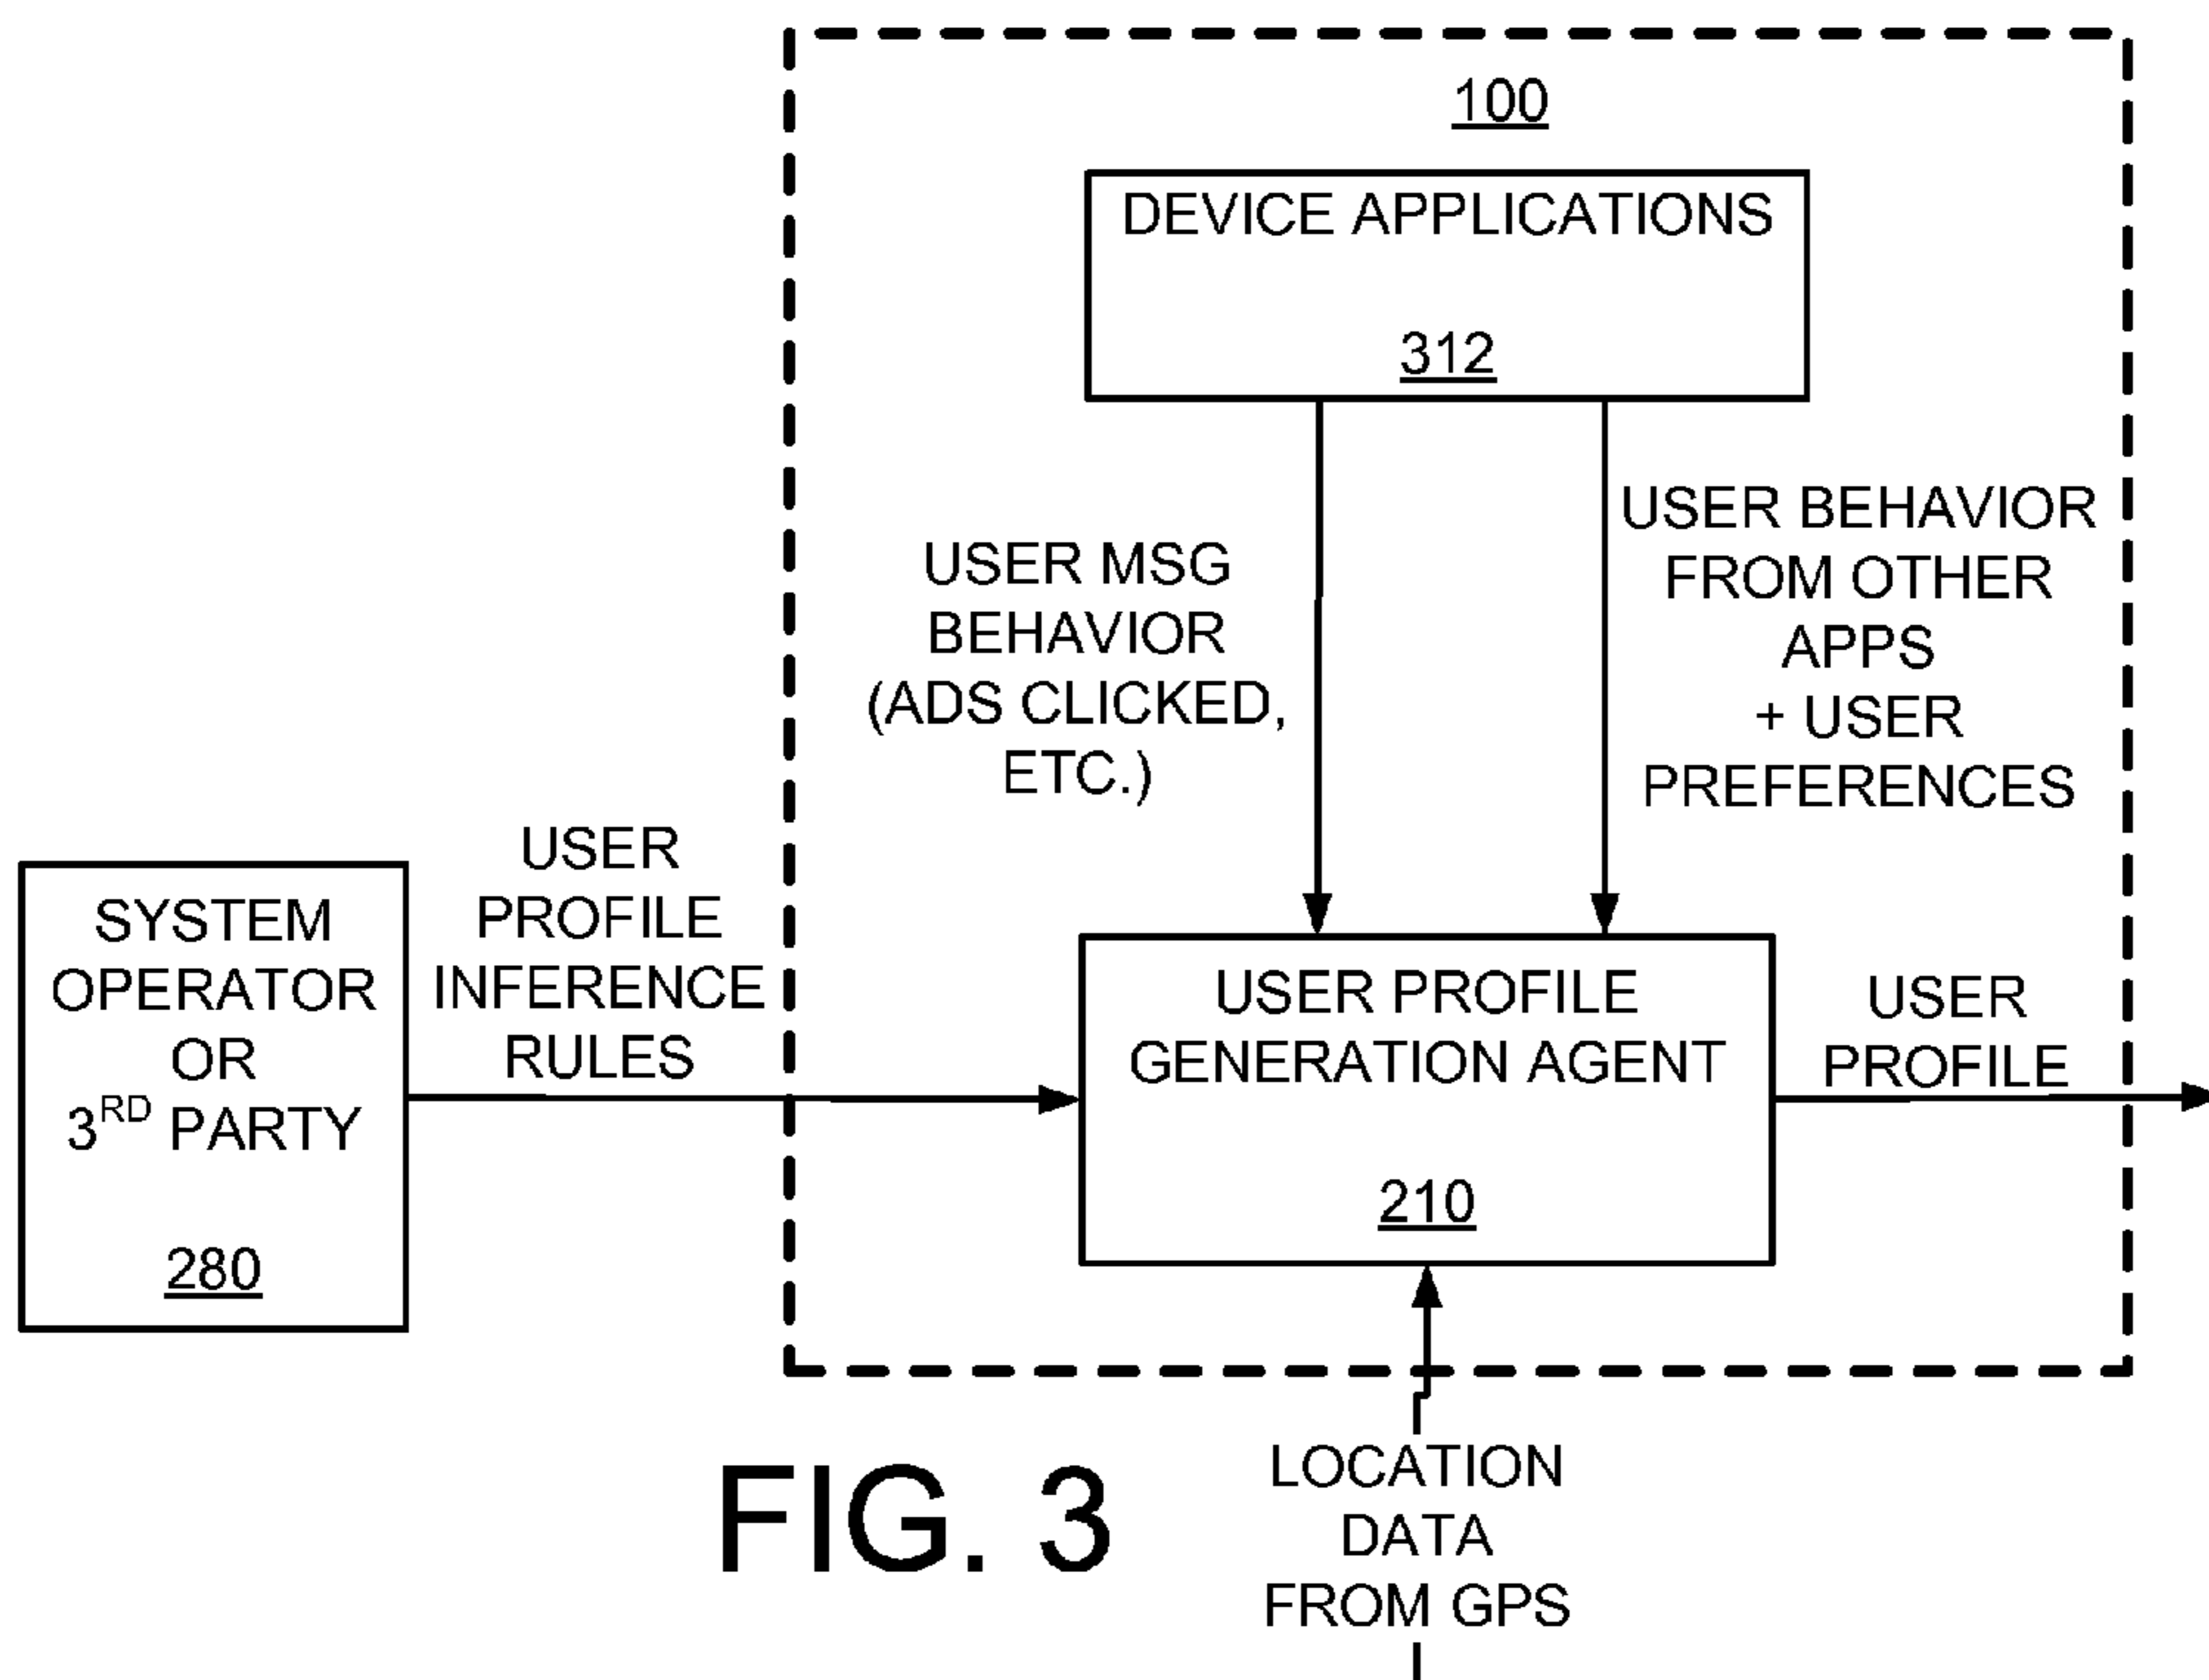 100
DEVICE APPLICATIONS
312
USER MSG
BEHAVIOR
(ADS CLICKED,
ETC.)
USER BEHAVIOR
FROM OTHER
APPS
+ USER
PREFERENCES
SYSTEM
OPERATOR
OR
3RD PARTY
280
USER
PROFILE
INFERENCE
RULES
USER PROFILE
GENERATION AGENT
210
USER
PROFILE
LOCATION
DATA
FROM GPS
FIG. 3